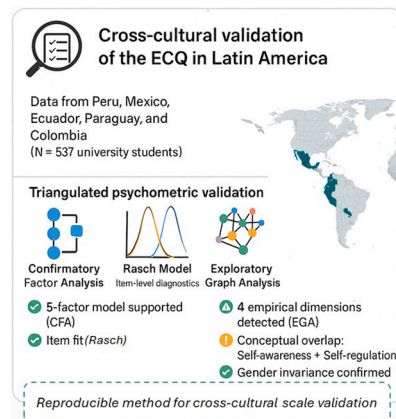 Cross-cultural validation
of the ECQ in Latin America
Data from Peru, Mexico,
Ecuador, Paraguay, and
Colombia
(N = 537 university students)
Triangulated psychometric validation
Confirmatory
Factor Analysis
Rasch Model
Item-level diagnostics
Exploratory
Graph Analysis
5-factor model supported
(CFA)
Item fit (Rasch)
4 empirical dimensions
detected (EGA)
Conceptual overlap:
Self-awareness + Self-regulation
Gender invariance confirmed
Reproducible method for cross-cultural scale validation